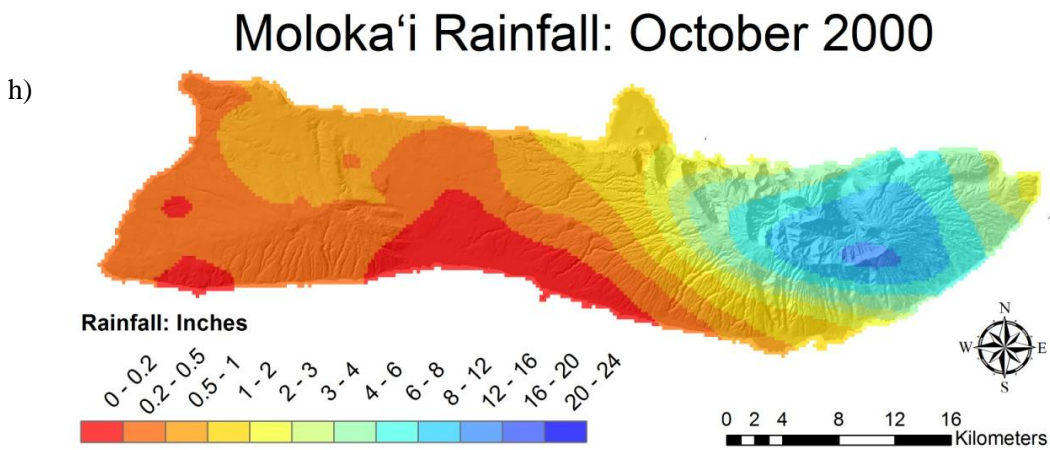 Moloka‘i Rainfall: October 2000
h)
Rainfall: Inches
0 - 0.2
0.2 - 0.5
0.5 - 1
1 - 2
2 - 3
3 - 4
4 - 6
6 - 8
8 - 12
12 - 16
16 - 20
20 - 24
N
W E
S
0 2 4 8 12 16
Kilometers